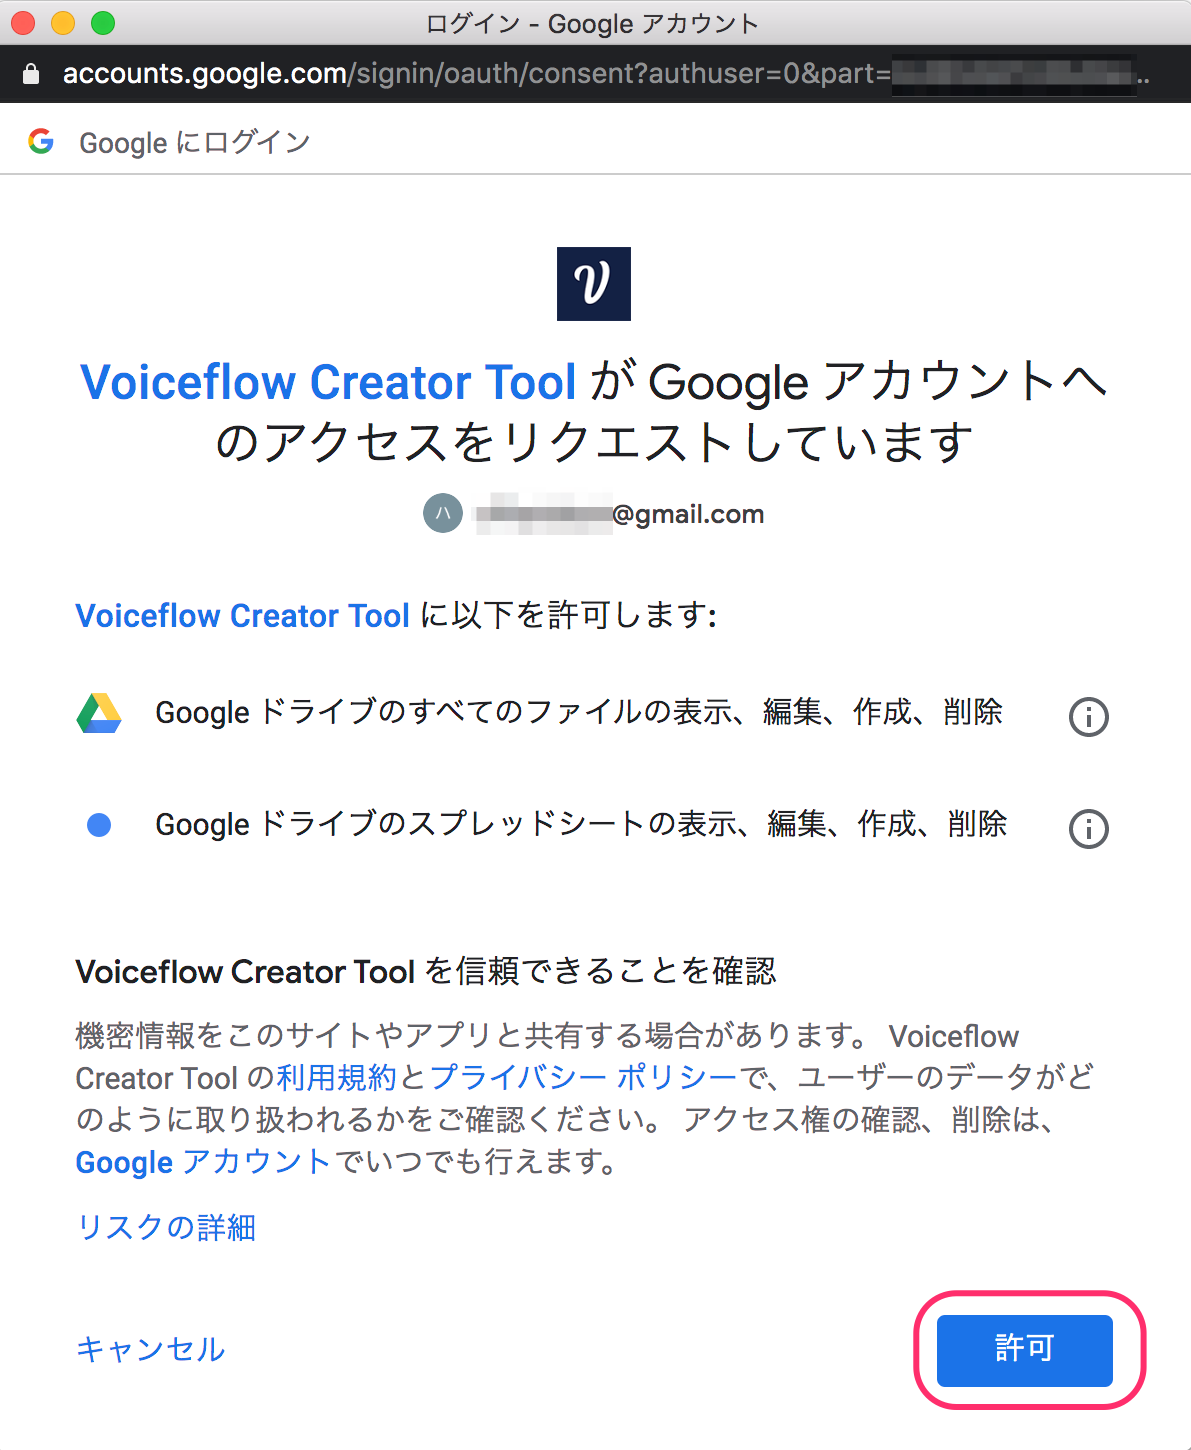 ログイン - Google アカウント
accounts.google.com/signin/oauth/consent?authuser=0&part=
Google にログイン
Voiceflow Creator Tool が Google アカウントへ
のアクセスをリクエストしています
ハ @gmail.com
Voiceflow Creator Tool に以下を許可します:
Google ドライブのすべてのファイルの表示、編集、作成、削除
Google ドライブのスプレッドシートの表示、編集、作成、削除
Voiceflow Creator Tool を信頼できることを確認
機密情報をこのサイトやアプリと共有する場合があります。 Voiceflow
Creator Tool の利用規約とプライバシー ポリシーで、ユーザーのデータがど
のように取り扱われるかをご確認ください。 アクセス権の確認、削除は、
Google アカウントでいつでも行えます。
リスクの詳細
キャンセル
許可